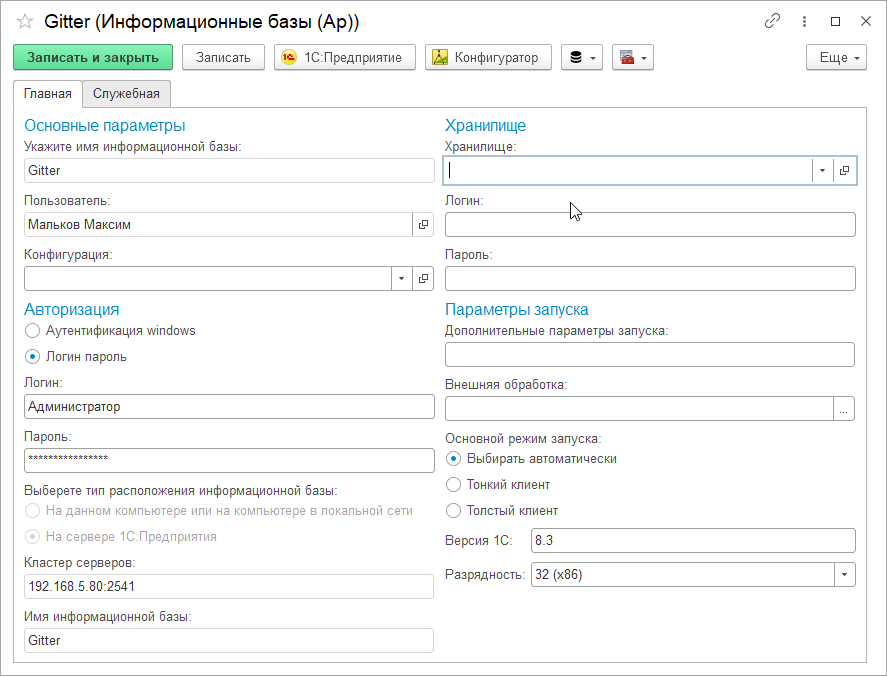 Gitter (Информационные базы (Ар))
Записать и закрыть
Записать
1С:Предприятие
Конфигуратор
Еще
Главная
Служебная
Основные параметры
Укажите имя информационной базы:
Gitter
Пользователь:
Мальков Максим
Конфигурация:
Авторизация
Аутентификация windows
Логин пароль
Логин:
Администратор
Пароль:
****************
Выберете тип расположения информационной базы:
На данном компьютере или на компьютере в локальной сети
На сервере 1С:Предприятия
Кластер серверов:
192.168.5.80:2541
Имя информационной базы:
Gitter
Хранилище
Хранилище:
Логин:
Пароль:
Параметры запуска
Дополнительные параметры запуска:
Внешняя обработка:
...
Основной режим запуска:
Выбирать автоматически
Тонкий клиент
Толстый клиент
Версия 1С: 8.3
Разрядность: 32 (x86)